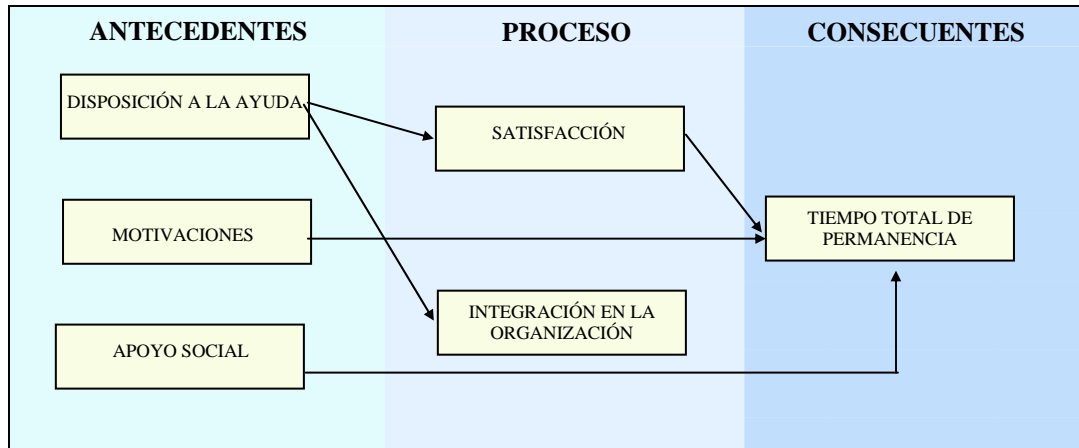 ANTECEDENTES
PROCESO
CONSECUENTES
DISPOSICIÓN A LA AYUDA
SATISFACCIÓN
MOTIVACIONES
TIEMPO TOTAL DE
PERMANENCIA
INTEGRACIÓN EN LA
ORGANIZACIÓN
APOYO SOCIAL